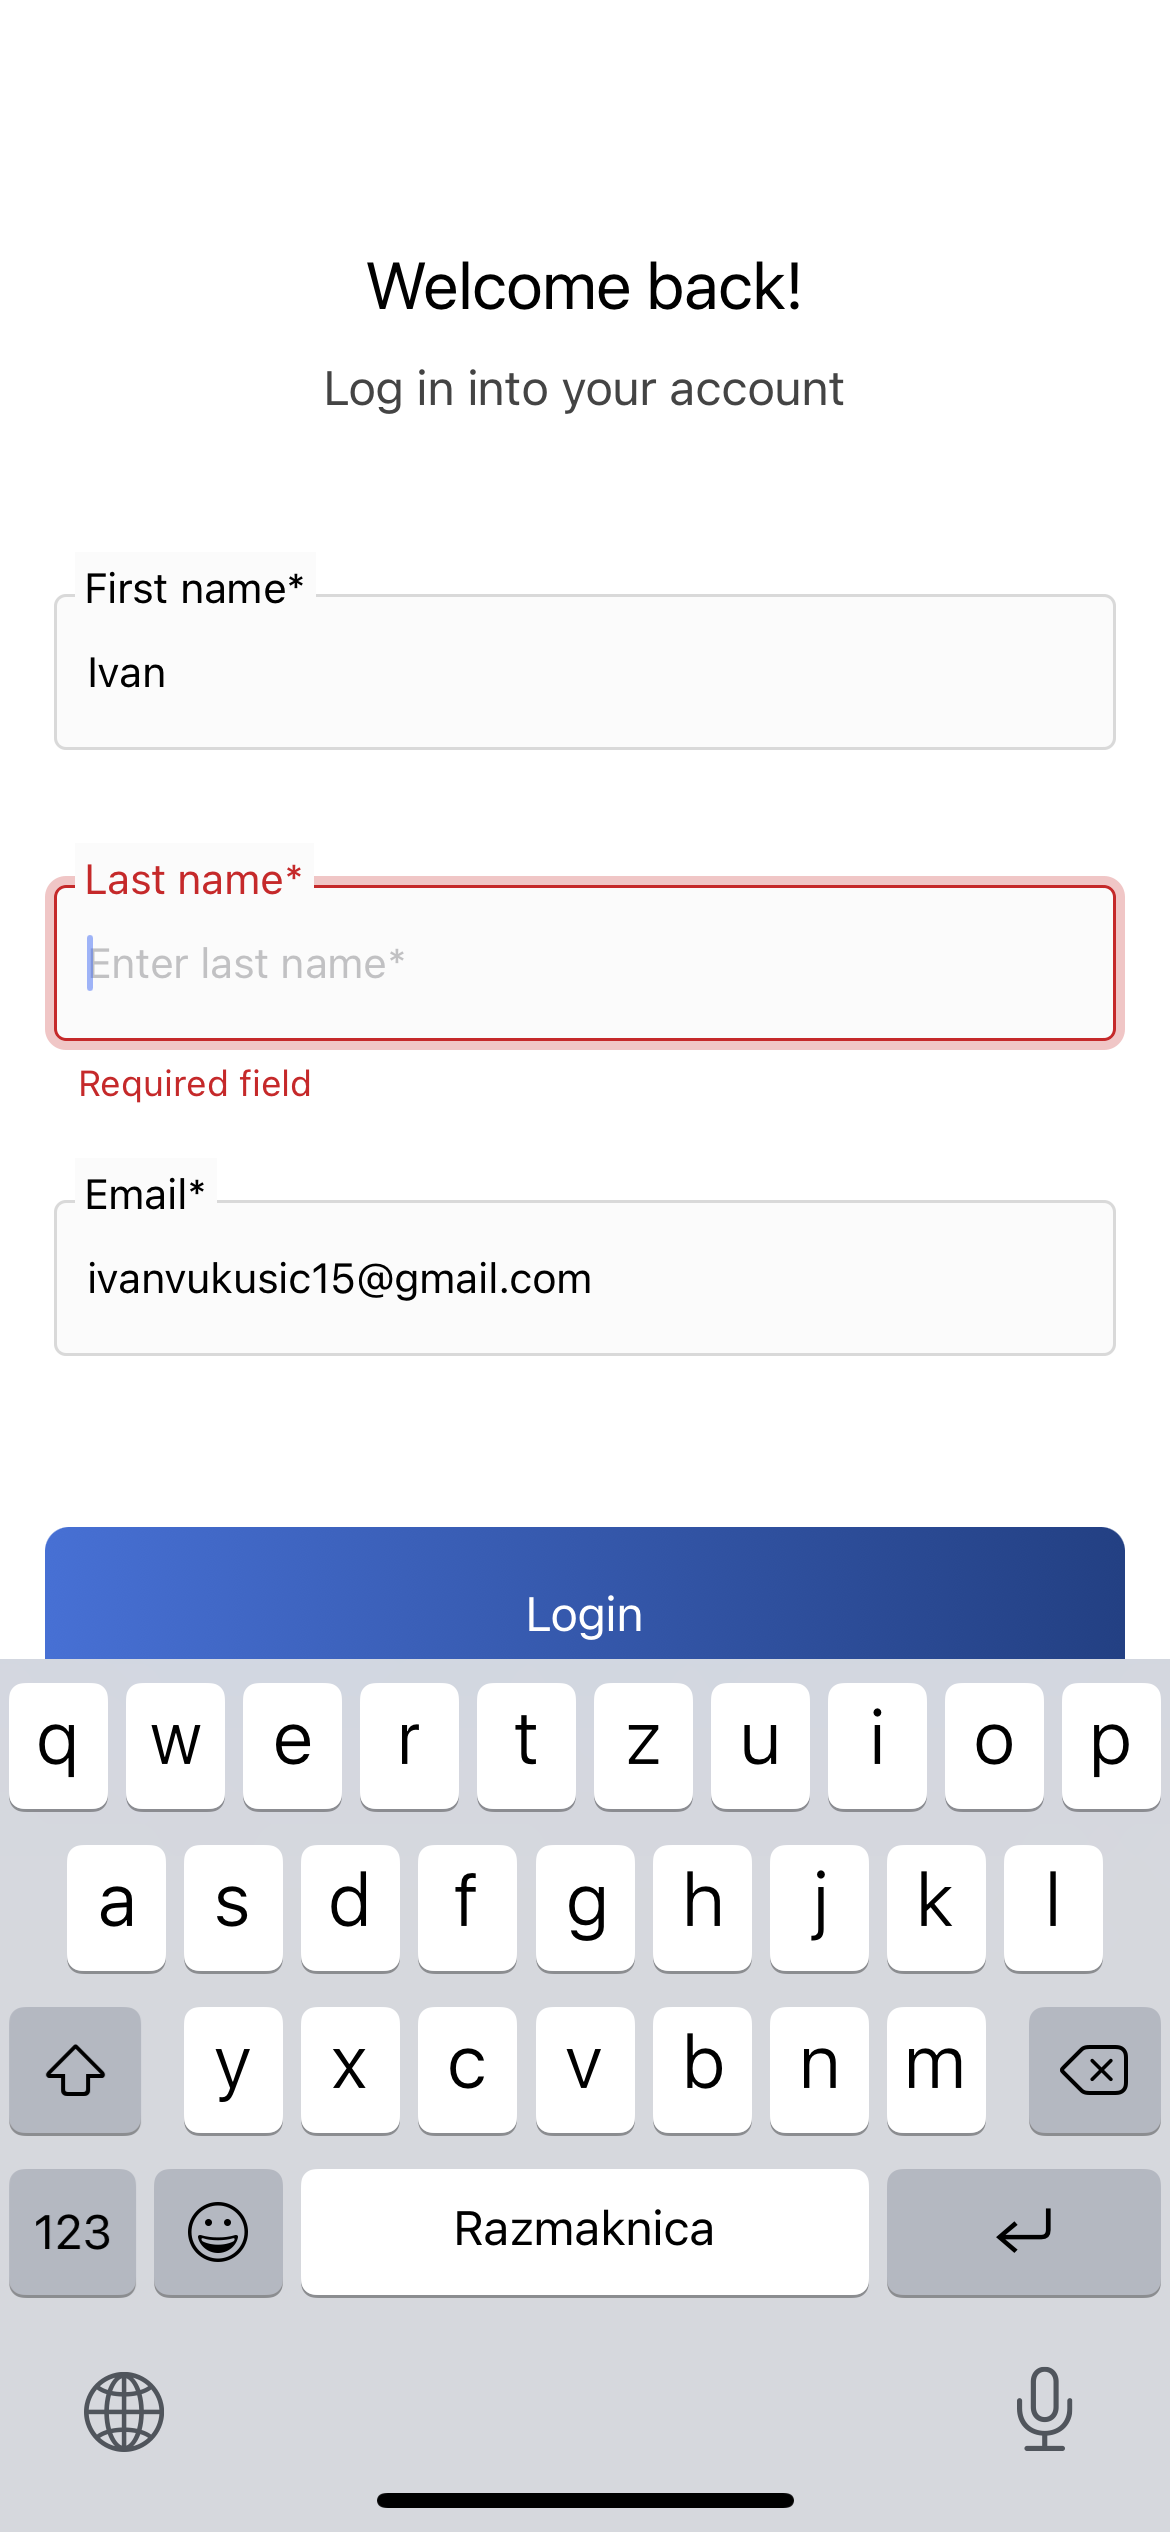 Welcome back!
Log in into your account
First name*
Ivan
Last name*
Enter last name*
Required field
Email*
ivanvukusic15@gmail.com
Login
q w e r t z u i o p
a s d f g h j k l
y x c v b n m
123 Razmaknica